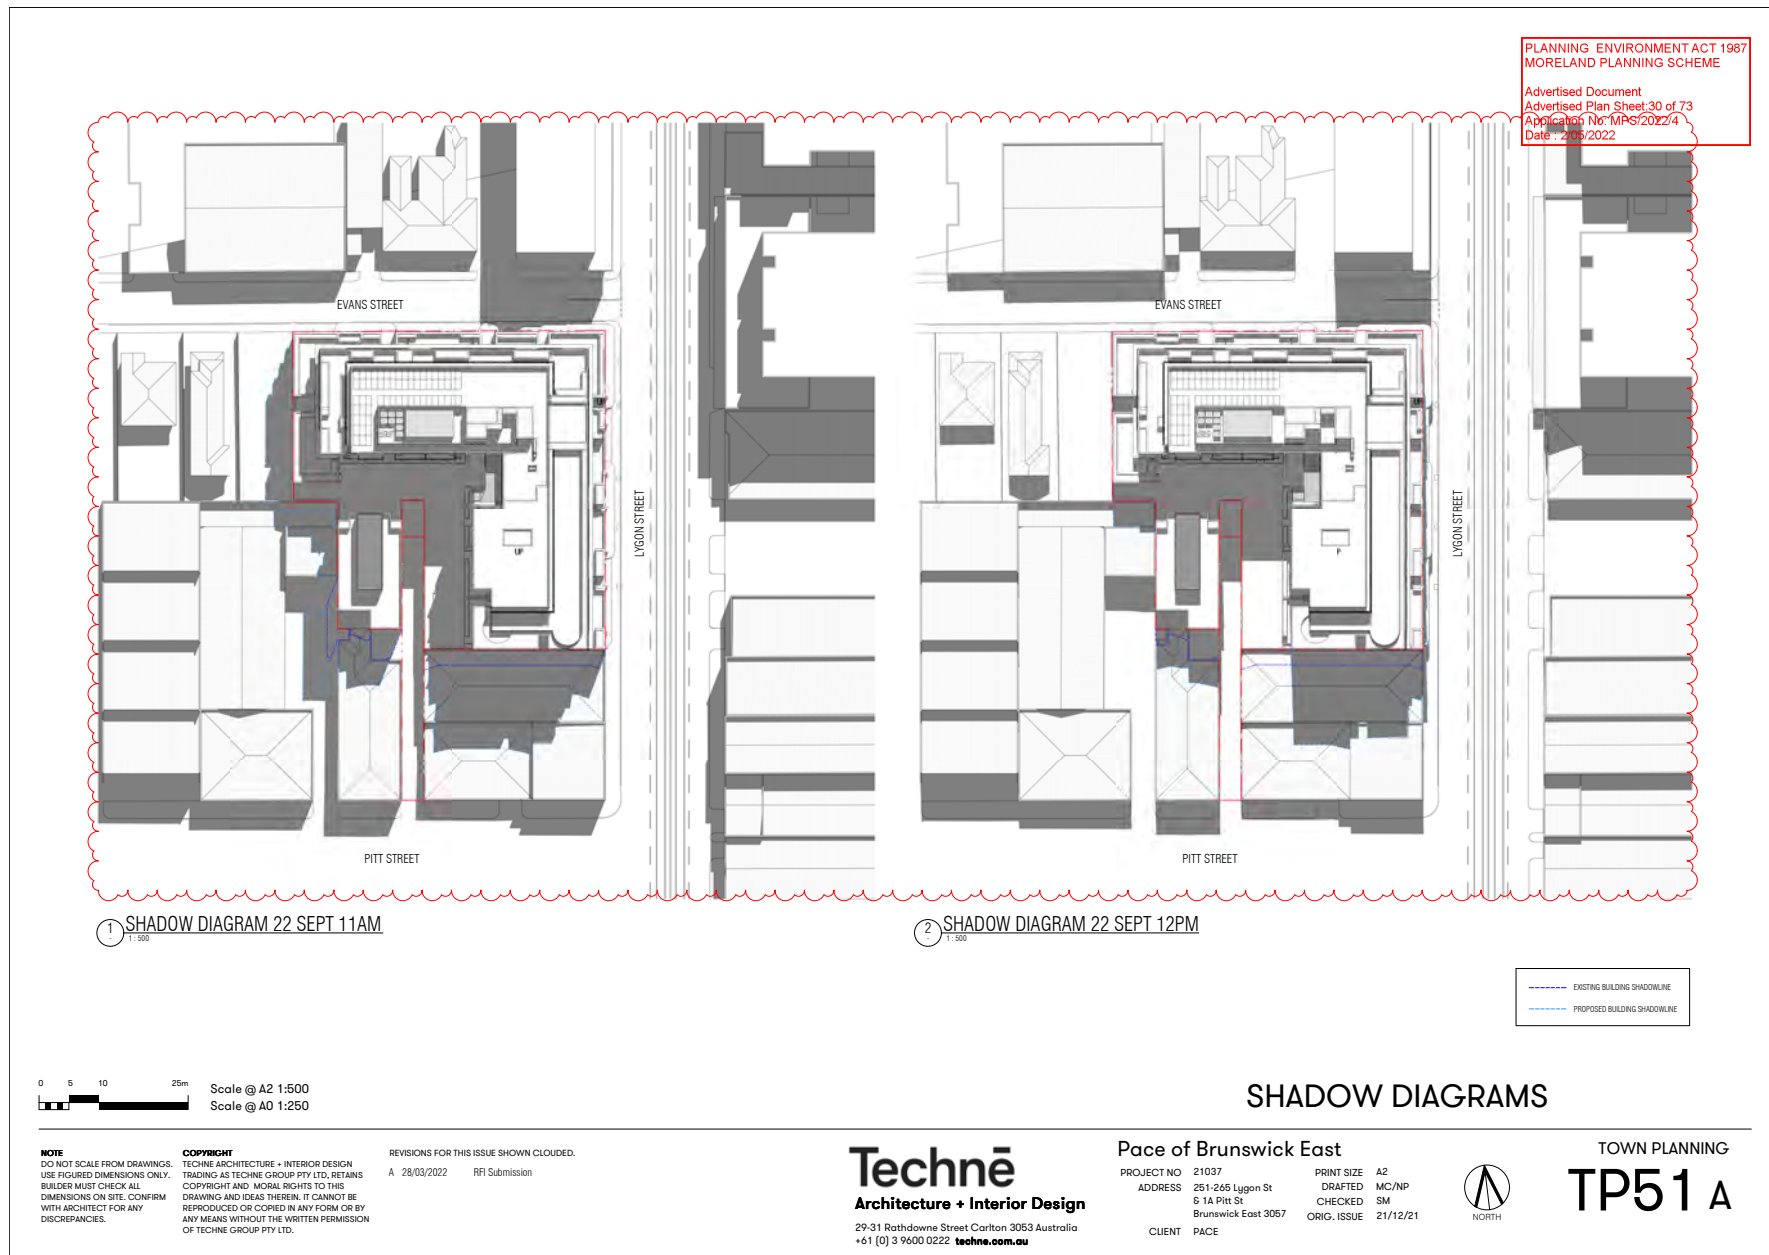 PLANNING ENVIRONMENT ACT 1987
MORELAND PLANNING SCHEME
Advertised Document
Advertised Plan Sheet:30 of 73
Application No: MPS/2022/4
Date : 2/05/2022
EVANS STREET
EVANS STREET
LYGON STREET
LYGON STREET
UP
PITT STREET
PITT STREET
1 SHADOW DIAGRAM 22 SEPT 11AM
1 : 500
2 SHADOW DIAGRAM 22 SEPT 12PM
1 : 500
EXISTING BUILDING SHADOWLINE
PROPOSED BUILDING SHADOWLINE
0 5 10 25m
Scale @ A2 1:500
Scale @ A0 1:250
SHADOW DIAGRAMS
NOTE
DO NOT SCALE FROM DRAWINGS.
USE FIGURED DIMENSIONS ONLY.
BUILDER MUST CHECK ALL
DIMENSIONS ON SITE. CONFIRM
WITH ARCHITECT FOR ANY
DISCREPANCIES.
COPYRIGHT
TECHNE ARCHITECTURE + INTERIOR DESIGN
TRADING AS TECHNE GROUP PTY LTD, RETAINS
COPYRIGHT AND MORAL RIGHTS TO THIS
DRAWING AND IDEAS THEREIN. IT CANNOT BE
REPRODUCED OR COPIED IN ANY FORM OR BY
ANY MEANS WITHOUT THE WRITTEN PERMISSION
OF TECHNE GROUP PTY LTD.
REVISIONS FOR THIS ISSUE SHOWN CLOUDED.
A 28/03/2022 RFI Submission
Technē
Architecture + Interior Design
29-31 Rathdowne Street Carlton 3053 Australia
+61 (0) 3 9600 0222 techne.com.au
Pace of Brunswick East
PROJECT NO 21037
ADDRESS 251-265 Lygon St
& 1A Pitt St
Brunswick East 3057
CLIENT PACE
PRINT SIZE A2
DRAFTED MC/NP
CHECKED SM
ORIG. ISSUE 21/12/21
NORTH
TOWN PLANNING
TP51 A